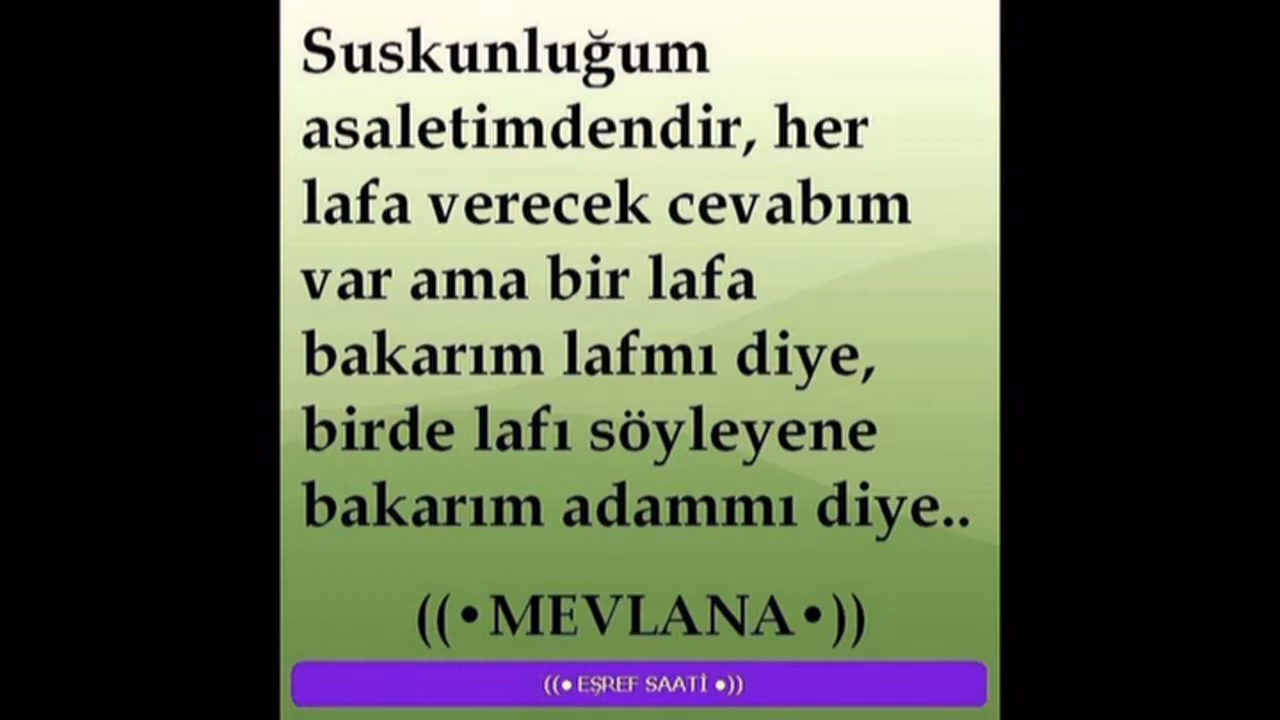 Suskunluğum
asaletimdendir, her
lafa verecek cevabım
var ama bir lafa
bakarım lafmı diye,
birde lafı söyleyene
bakarım adammı diye..
((•MEVLANA•))
((● EŞREF SAATİ ●))